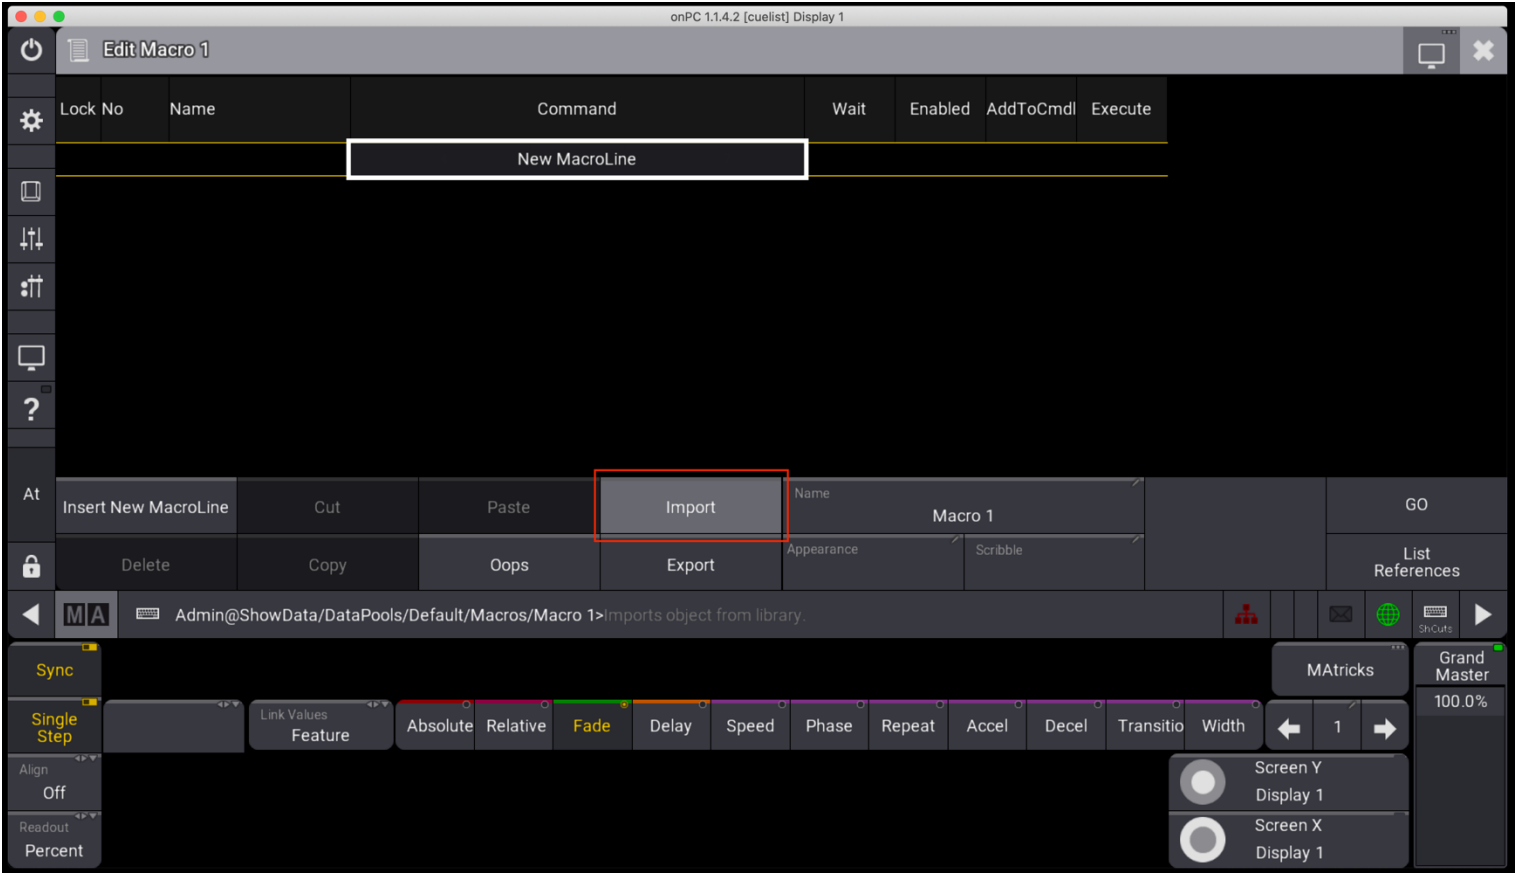 onPC 1.1.4.2 [cuelist] Display 1
Edit Macro 1
Lock No Name Command Wait Enabled AddToCmdl Execute
New MacroLine
?
At
Insert New MacroLine Cut Paste Import Name Macro 1 GO
Delete Copy Oops Export Appearance Scribble List References
MA Admin@ShowData/DataPools/Default/Macros/Macro 1>Imports object from library. ShCuts
Sync MAtricks Grand Master
100.0%
Single Step Link Values Feature Absolute Relative Fade Delay Speed Phase Repeat Accel Decel Transitio Width 1
Align Off Screen Y Display 1
Readout Percent Screen X Display 1